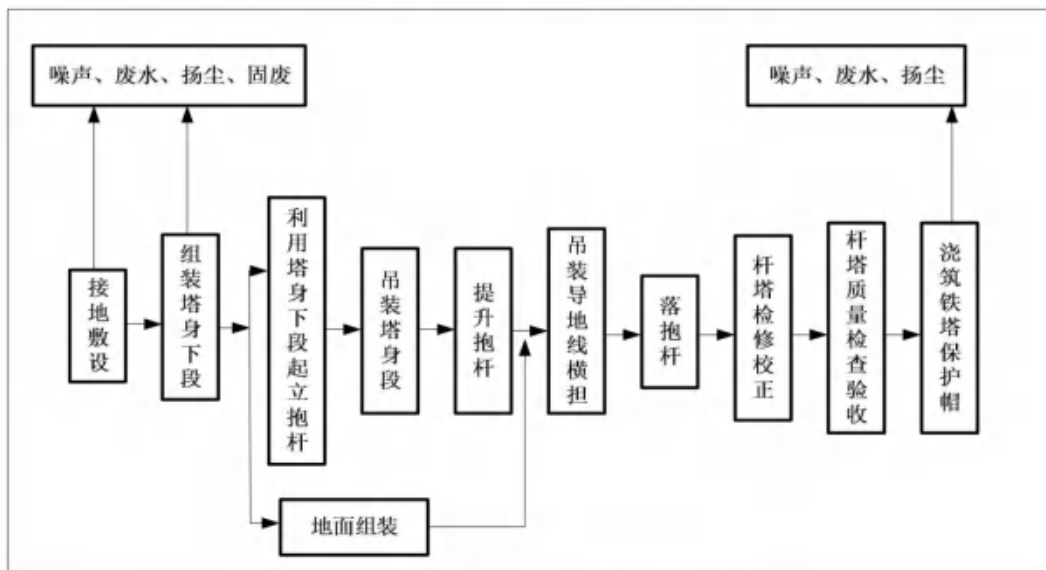 噪声、废水、扬尘、固废
噪声、废水、扬尘
接地敷设
组装塔身下段
利用塔身下段起立抱杆
吊装塔身段
提升抱杆
吊装导地线横担
落抱杆
杆塔检修校正
杆塔质量检查验收
浇筑铁塔保护帽
地面组装